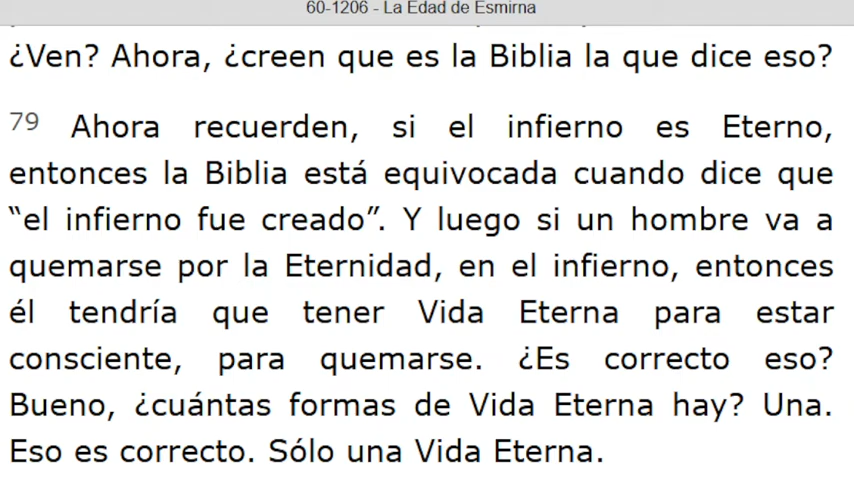 60-1206 - La Edad de Esmirna
¿Ven? Ahora, ¿creen que es la Biblia la que dice eso?
79 Ahora recuerden, si el infierno es Eterno,
entonces la Biblia está equivocada cuando dice que
“el infierno fue creado”. Y luego si un hombre va a
quemarse por la Eternidad, en el infierno, entonces
él tendría que tener Vida Eterna para estar
consciente, para quemarse. ¿Es correcto eso?
Bueno, ¿cuántas formas de Vida Eterna hay? Una.
Eso es correcto. Sólo una Vida Eterna.